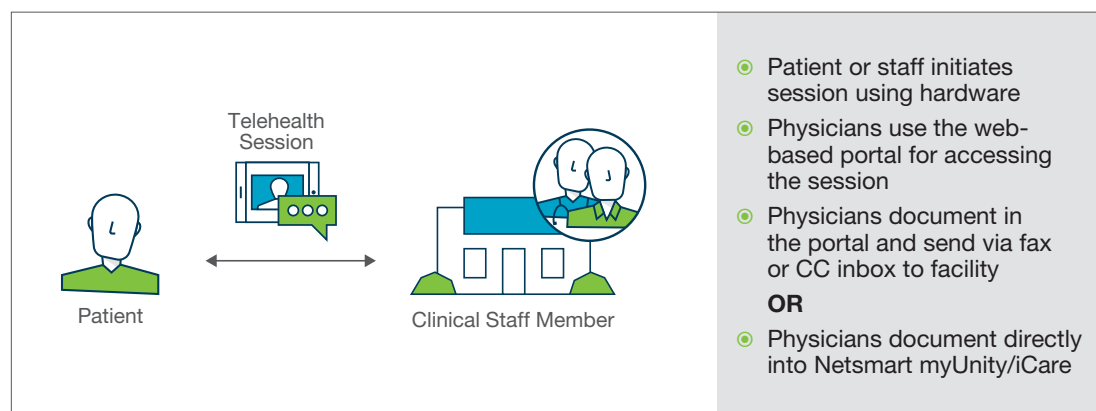 Telehealth
Session
Patient
Clinical Staff Member
Patient or staff initiates
session using hardware
Physicians use the web-
based portal for accessing
the session
Physicians document in
the portal and send via fax
or CC inbox to facility
OR
Physicians document directly
into Netsmart myUnity/iCare